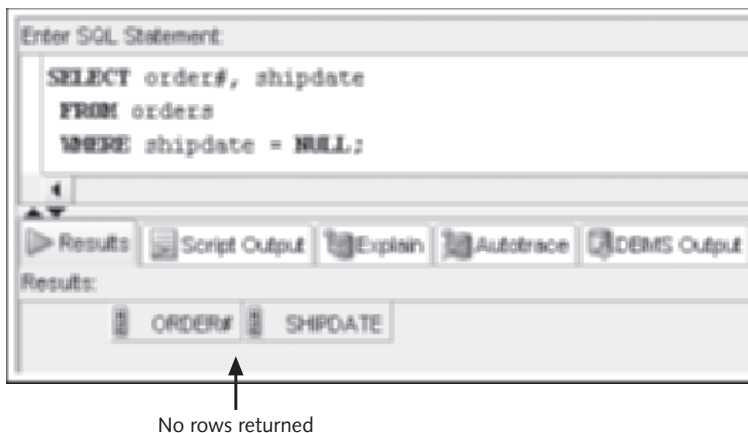 Enter SQL Statement:
SELECT order#, shipdate
FROM orders
WHERE shipdate = NULL;
Results Script Output Explain Autotrace DBMS Output
Results:
ORDER# SHIPDATE
No rows returned